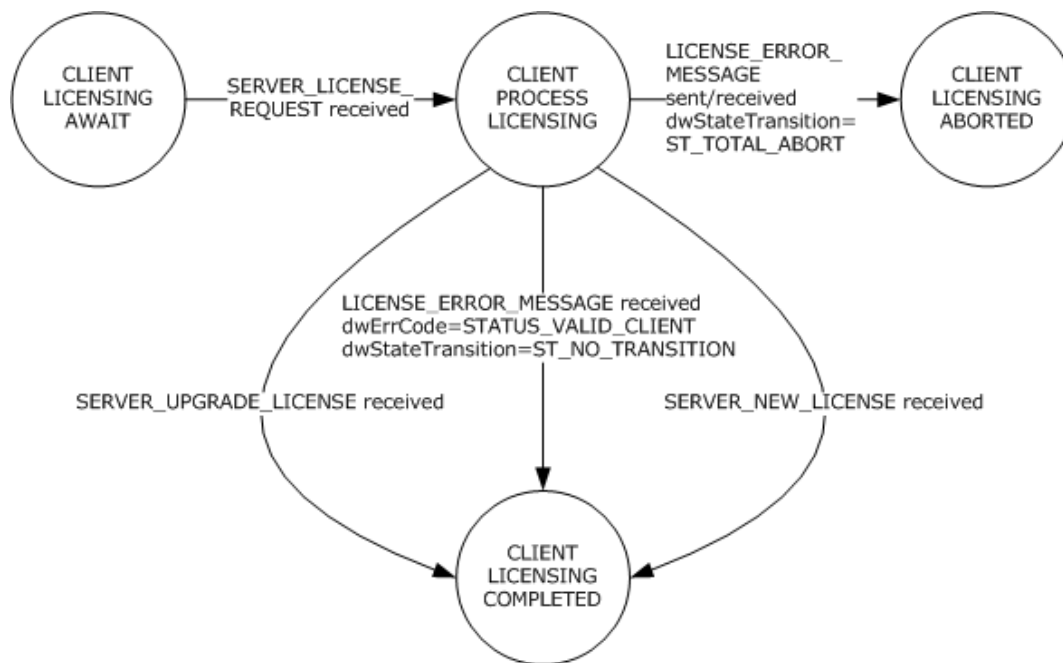 CLIENT
LICENSING
AWAIT
SERVER_LICENSE_
REQUEST received
CLIENT
PROCESS
LICENSING
LICENSE_ERROR_
MESSAGE
sent/received
dwStateTransition=
ST_TOTAL_ABORT
CLIENT
LICENSING
ABORTED
LICENSE_ERROR_MESSAGE received
dwErrCode=STATUS_VALID_CLIENT
dwStateTransition=ST_NO_TRANSITION
SERVER_UPGRADE_LICENSE received
SERVER_NEW_LICENSE received
CLIENT
LICENSING
COMPLETED